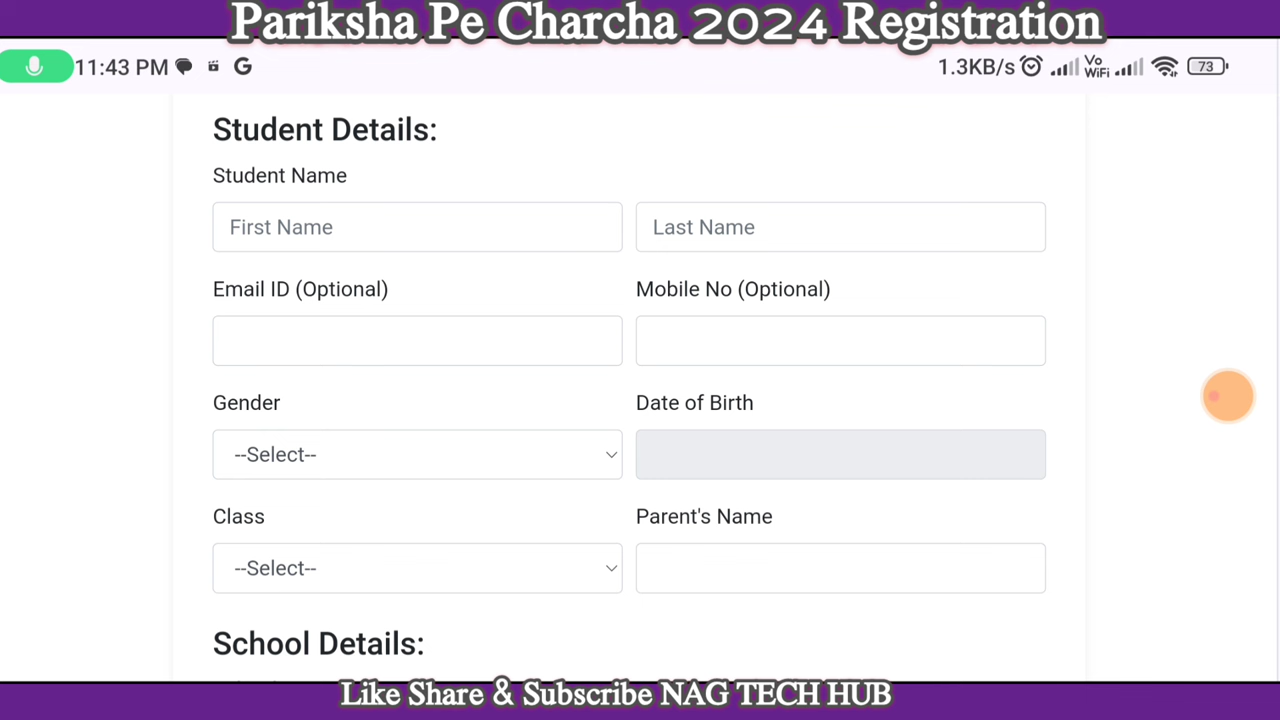 Pariksha Pe Charcha 2024 Registration
11:43 PM G 1.3KB/s Vo WiFi 73
Student Details:
Student Name
First Name Last Name
Email ID (Optional) Mobile No (Optional)
Gender Date of Birth
--Select--
Class Parent's Name
--Select--
School Details:
Like Share & Subscribe NAG TECH HUB